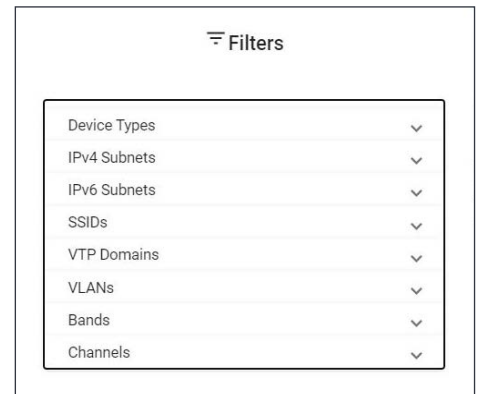 Filters
Device Types
IPv4 Subnets
IPv6 Subnets
SSIDs
VTP Domains
VLANs
Bands
Channels